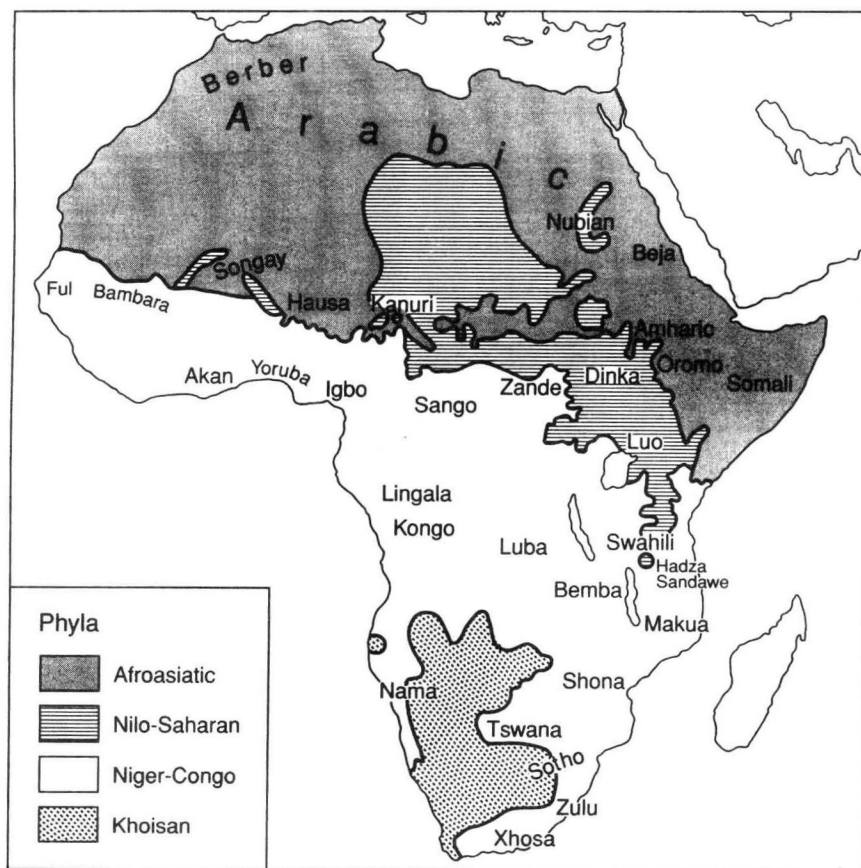 Berber
Arabic
Nubian
Beja
Songay
Ful
Bambara
Hausa
Kanuri
Amharic
Oromo
Somali
Akan
Yoruba
Igbo
Sango
Zande
Dinka
Luo
Lingala
Kongo
Luba
Swahili
Hadza
Sandawe
Bemba
Makua
Nama
Shona
Tswana
Sotho
Zulu
Xhosa
Phyla
Afroasiatic
Nilo-Saharan
Niger-Congo
Khoisan